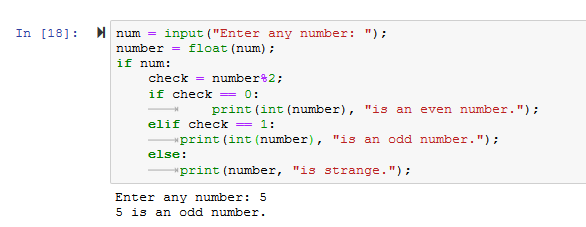 In [18]: num = input("Enter any number: ");
number = float(num);
if num:
    check = number%2;
    if check == 0:
            print(int(number), "is an even number.");
    elif check == 1:
        print(int(number), "is an odd number.");
    else:
        print(number, "is strange.");
Enter any number: 5
5 is an odd number.